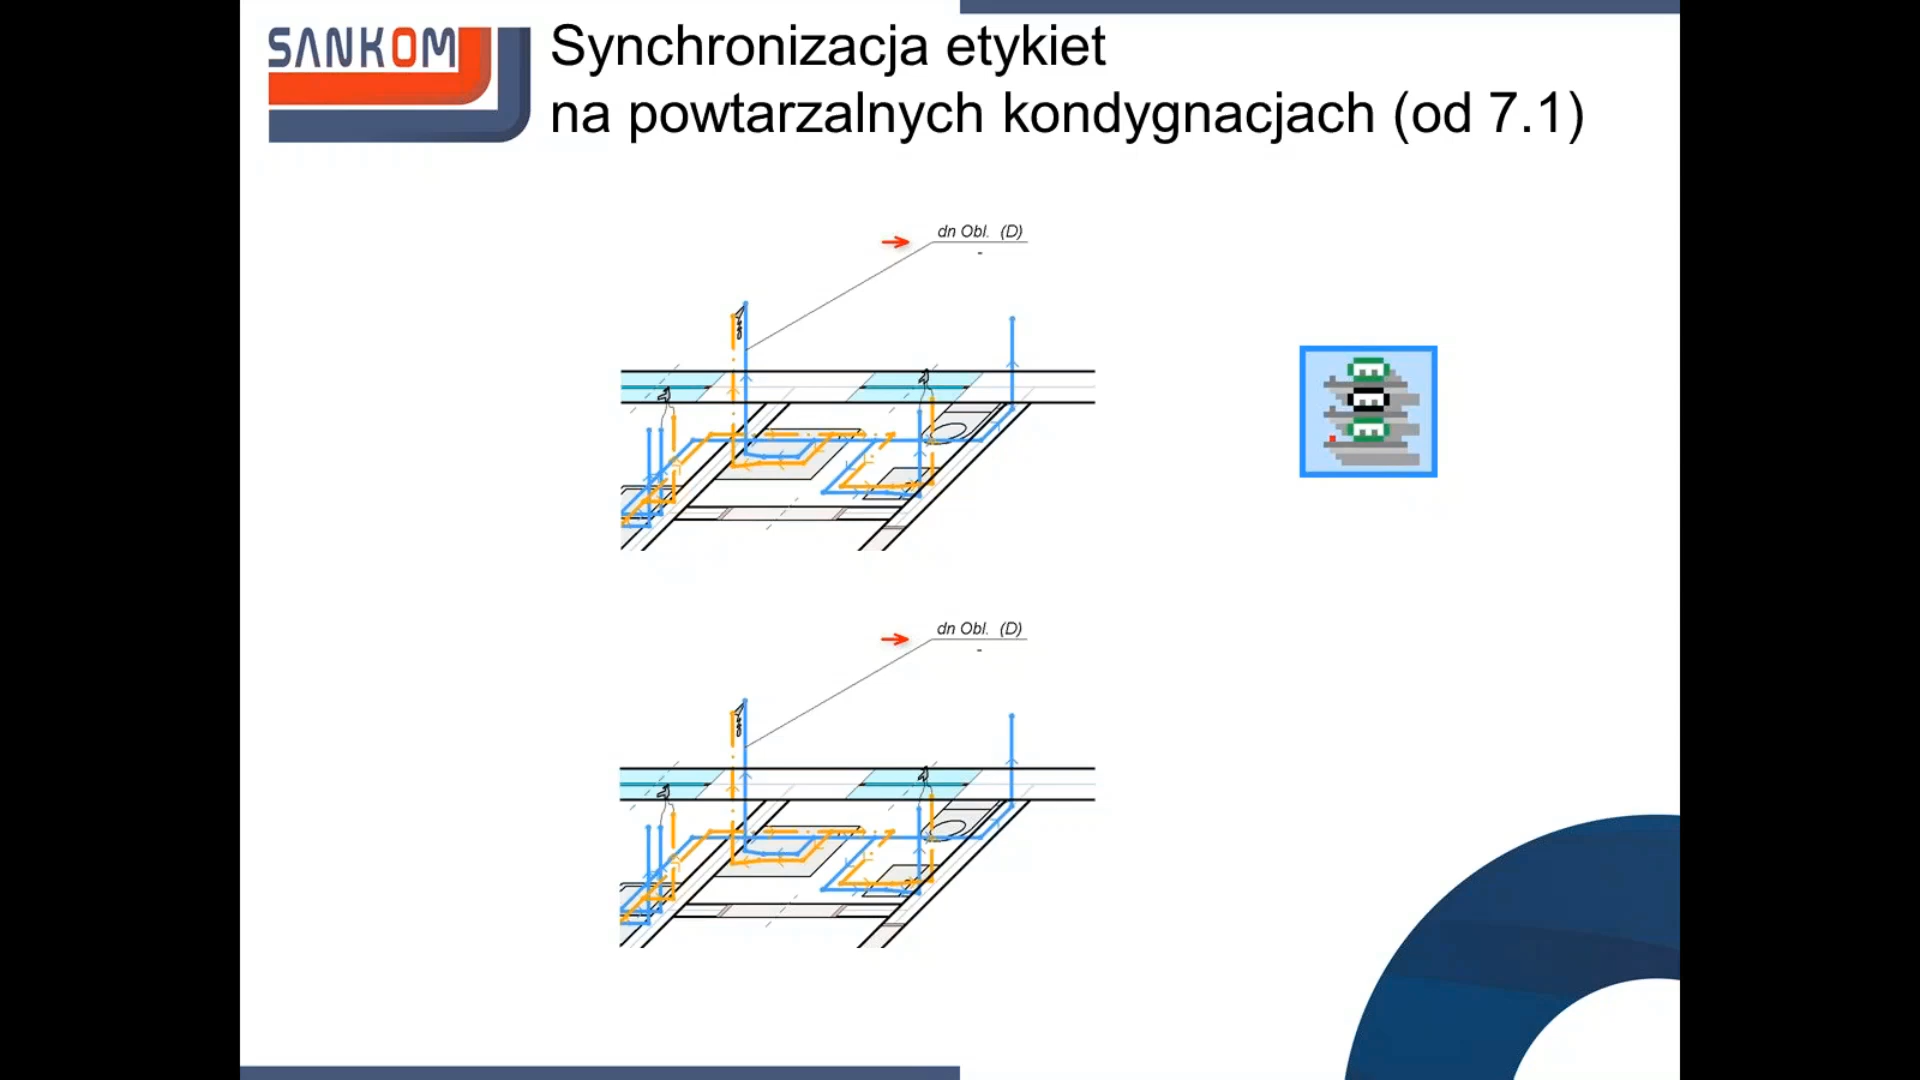 SANKOM
Synchronizacja etykiet
na powtarzalnych kondygnacjach (od 7.1)
dn Obl. (D)
-
dn Obl. (D)
-